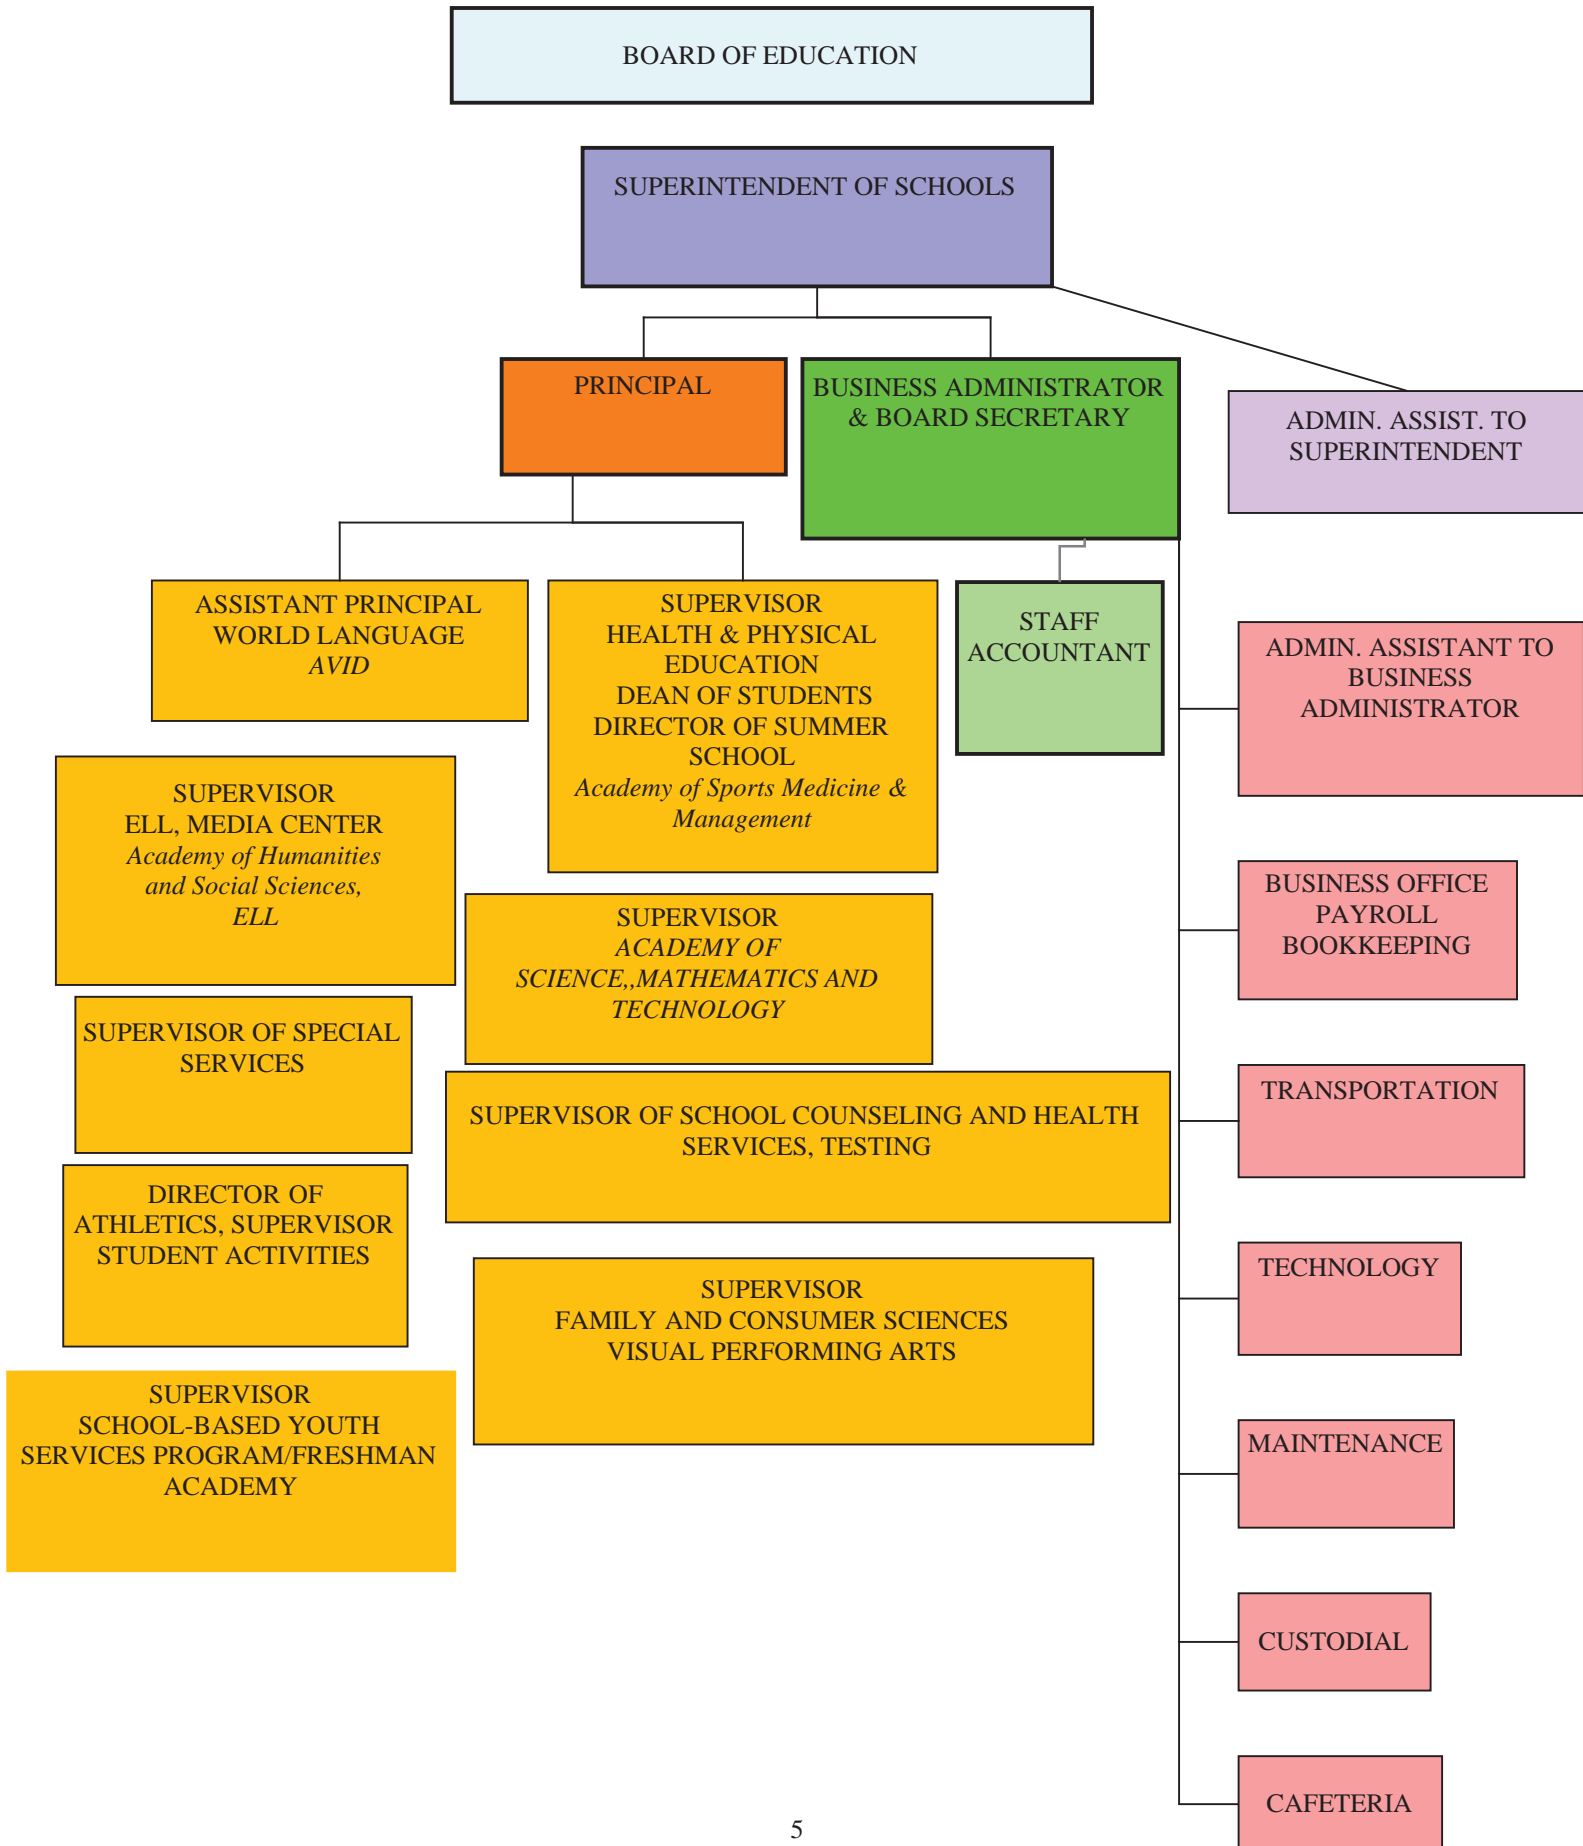 BOARD OF EDUCATION
SUPERINTENDENT OF SCHOOLS
PRINCIPAL
BUSINESS ADMINISTRATOR
& BOARD SECRETARY
ADMIN. ASSIST. TO
SUPERINTENDENT
ASSISTANT PRINCIPAL
WORLD LANGUAGE
AVID
SUPERVISOR
HEALTH & PHYSICAL
EDUCATION
DEAN OF STUDENTS
DIRECTOR OF SUMMER
SCHOOL
Academy of Sports Medicine &
Management
STAFF
ACCOUNTANT
ADMIN. ASSISTANT TO
BUSINESS
ADMINISTRATOR
SUPERVISOR
ELL, MEDIA CENTER
Academy of Humanities
and Social Sciences,
ELL
SUPERVISOR
ACADEMY OF
SCIENCE,,MATHEMATICS AND
TECHNOLOGY
BUSINESS OFFICE
PAYROLL
BOOKKEEPING
SUPERVISOR OF SPECIAL
SERVICES
SUPERVISOR OF SCHOOL COUNSELING AND HEALTH
SERVICES, TESTING
TRANSPORTATION
DIRECTOR OF
ATHLETICS, SUPERVISOR
STUDENT ACTIVITIES
SUPERVISOR
FAMILY AND CONSUMER SCIENCES
VISUAL PERFORMING ARTS
TECHNOLOGY
SUPERVISOR
SCHOOL-BASED YOUTH
SERVICES PROGRAM/FRESHMAN
ACADEMY
MAINTENANCE
CUSTODIAL
CAFETERIA
5